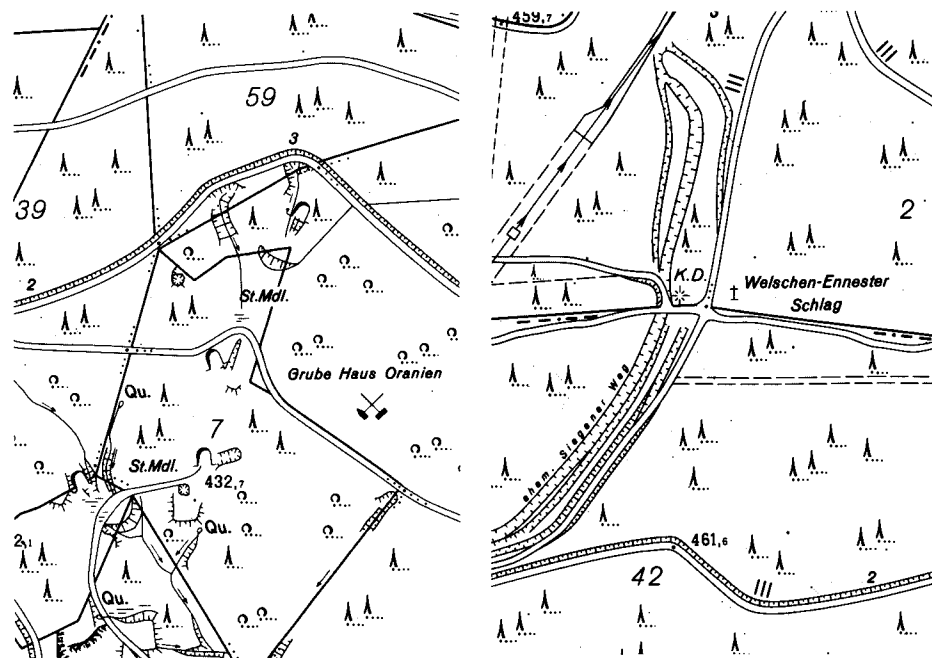 59
3
39
2
St.Mdl.
Grube Haus Oranien
Qu.
7
St.Mdl.
432,7
Qu.
Qu.
459,7
2
K.D.
Welschen-Ennester
Schlag
ehem. Siegener Weg
461,6
42
2